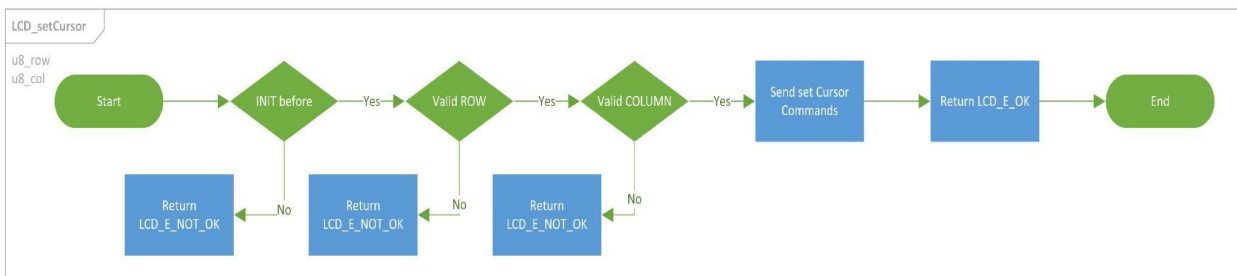 LCD_setCursor
u8_row
u8_col
Start
INIT before
Yes
Valid ROW
Yes
Valid COLUMN
Yes
Send set Cursor
Commands
Return LCD_E_OK
End
No
Return
LCD_E_NOT_OK
No
Return
LCD_E_NOT_OK
No
Return
LCD_E_NOT_OK